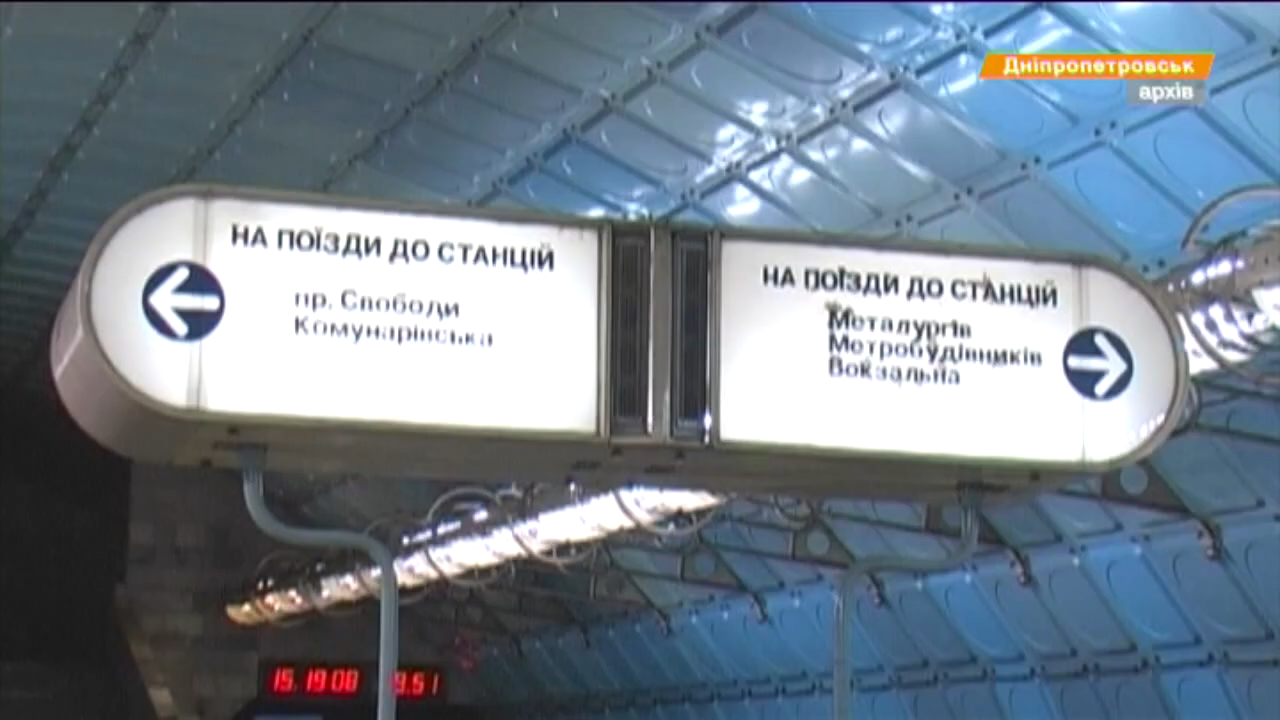 Дніпропетровськ
архів
НА ПОЇЗДИ ДО СТАНЦІЙ
пр. Свободи
Комунарівська
НА ПОЇЗДИ ДО СТАНЦІЙ
Металургів
Метробудівників
Вокзальна
15.19.08
9.51